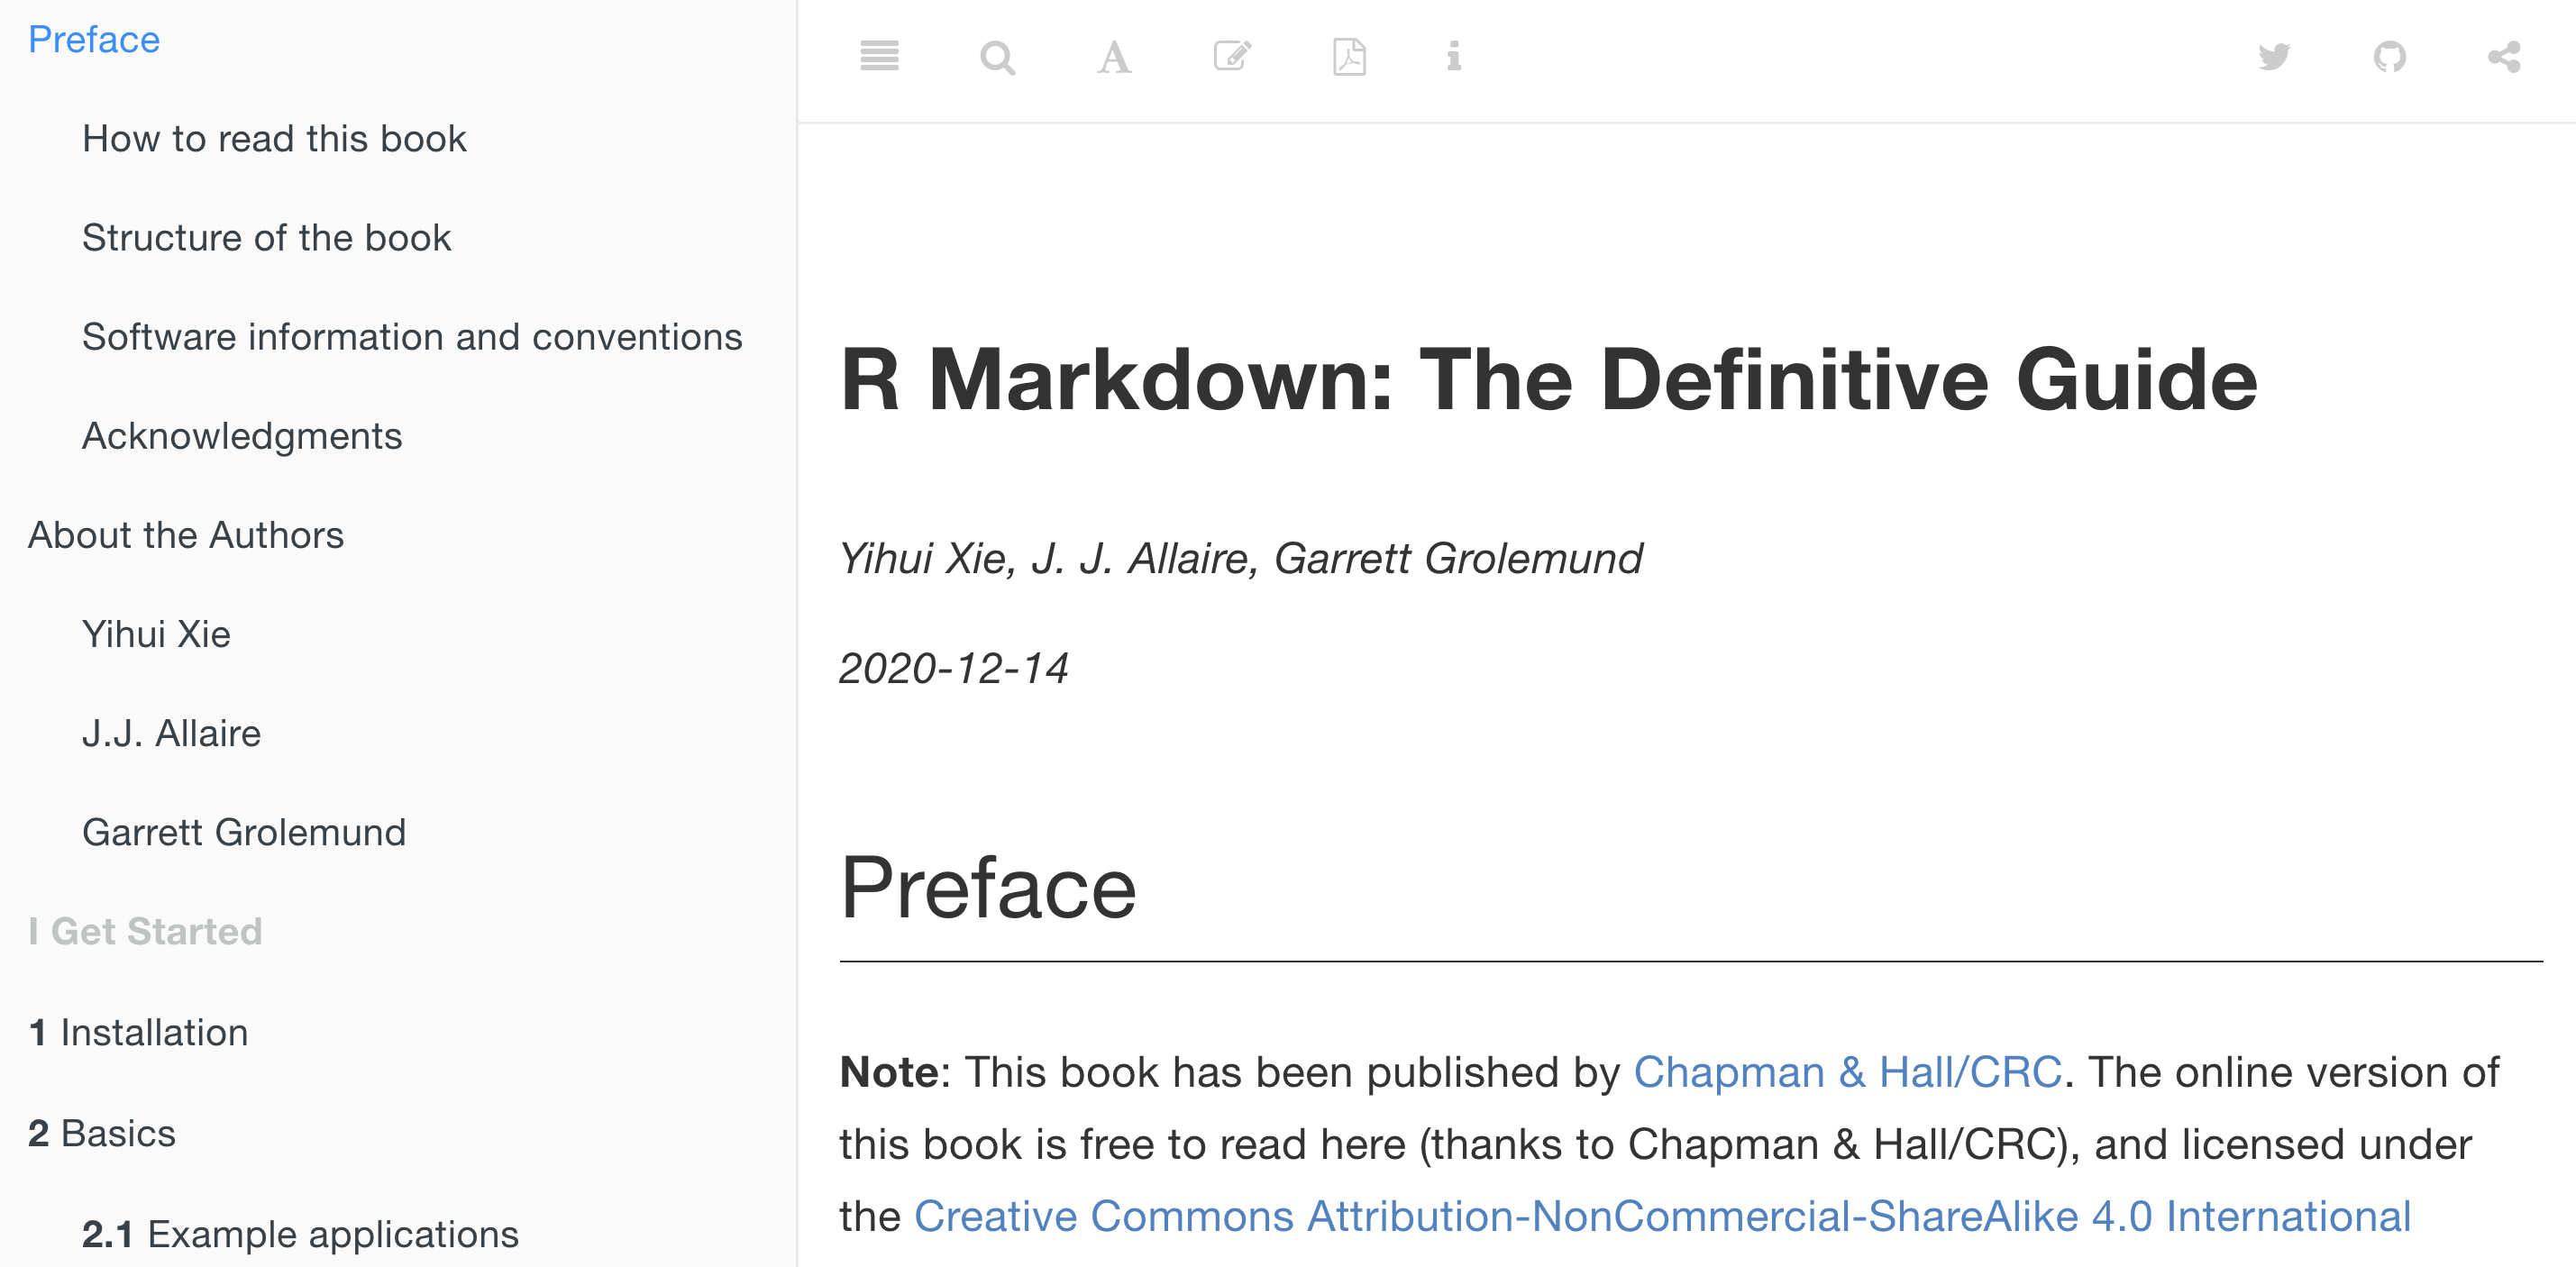 Preface
How to read this book
Structure of the book
Software information and conventions
Acknowledgments
About the Authors
Yihui Xie
J.J. Allaire
Garrett Grolemund
I Get Started
1 Installation
2 Basics
2.1 Example applications
R Markdown: The Definitive Guide
Yihui Xie, J. J. Allaire, Garrett Grolemund
2020-12-14
Preface
Note: This book has been published by Chapman & Hall/CRC. The online version of
this book is free to read here (thanks to Chapman & Hall/CRC), and licensed under
the Creative Commons Attribution-NonCommercial-ShareAlike 4.0 International